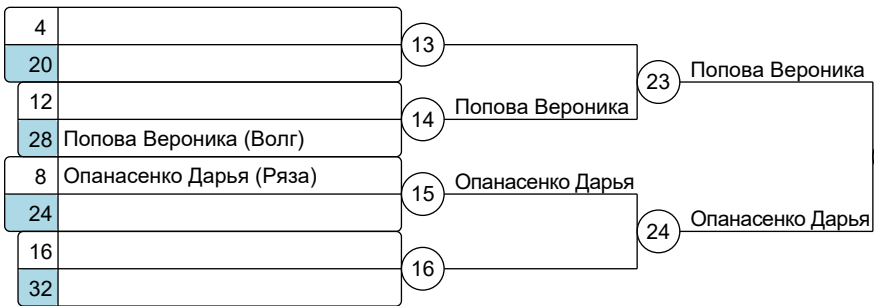 4
13
20
23 Попова Вероника
12
14 Попова Вероника
28 Попова Вероника (Волг)
8 Опанасенко Дарья (Ряза)
15 Опанасенко Дарья
24
24 Опанасенко Дарья
16
16
32